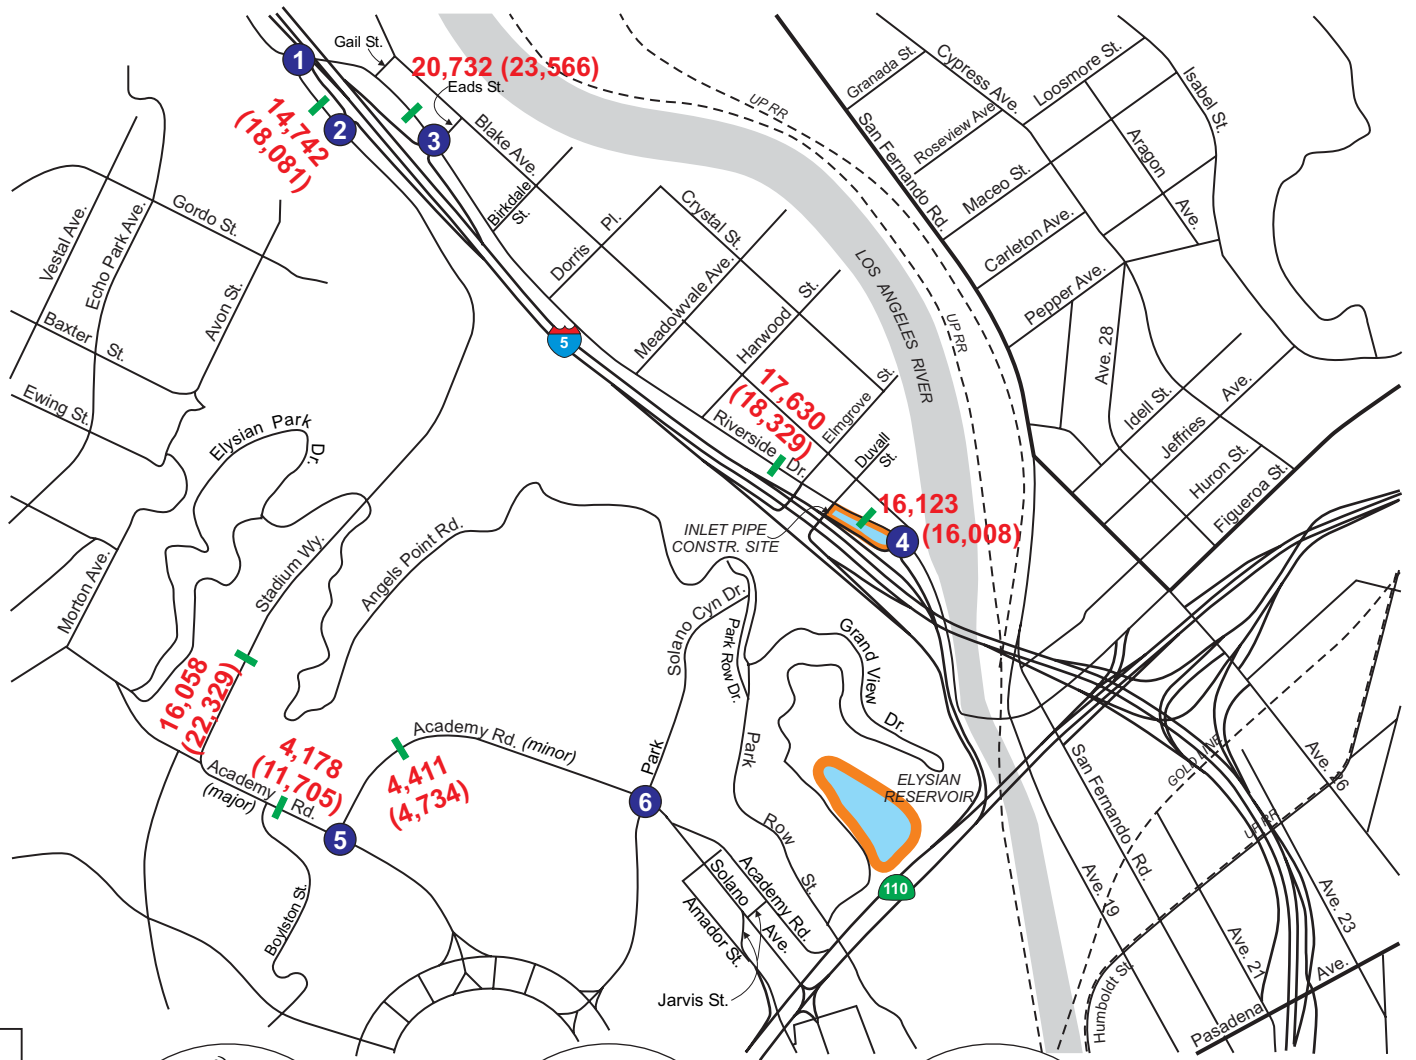 1
Gail St.
20,732 (23,566)
Eads St.
14,742
(18,081)
2
3
Blake Ave.
Birkdale
St.
UP RR
Granada St.
Cypress Ave.
Loosmore St.
Isabel St.
San Fernando Rd.
Roseview Ave.
Aragon
Ave.
Maceo St.
Carleton Ave.
Pepper Ave.
Vestal Ave.
Echo Park Ave.
Gordo St.
Avon St.
Baxter
St.
Ewing St.
Dorris
Pl.
Crystal St.
Meadowvale Ave.
Harwood
St.
LOS ANGELES RIVER
UP RR
Ave. 28
Idell St.
Jeffries
Ave.
Huron St.
Figueroa St.
5
17,630
(18,329)
Riverside
Dr.
Elmgrove
St.
Duvall
St.
16,123
(16,008)
4
INLET PIPE
CONSTR. SITE
Elysian Park
Dr.
Stadium Wy.
Angels Point Rd.
Morton Ave.
16,058
(22,329)
Solano Cyn Dr.
Park Row Dr.
Grand View
Dr.
4,178
(11,705)
Academy
Rd.
(major)
Academy Rd. (minor)
4,411
(4,734)
Park
Park
Row
St.
ELYSIAN
RESERVOIR
5
6
110
Boylston St.
Solano
Ave.
Academy Rd.
Amador St.
Jarvis St.
San Fernando
Rd.
GOLD LINE
UP RR
Ave. 26
Ave. 19
Ave. 21
Ave. 23
Humboldt St.
Pasadena
Ave.